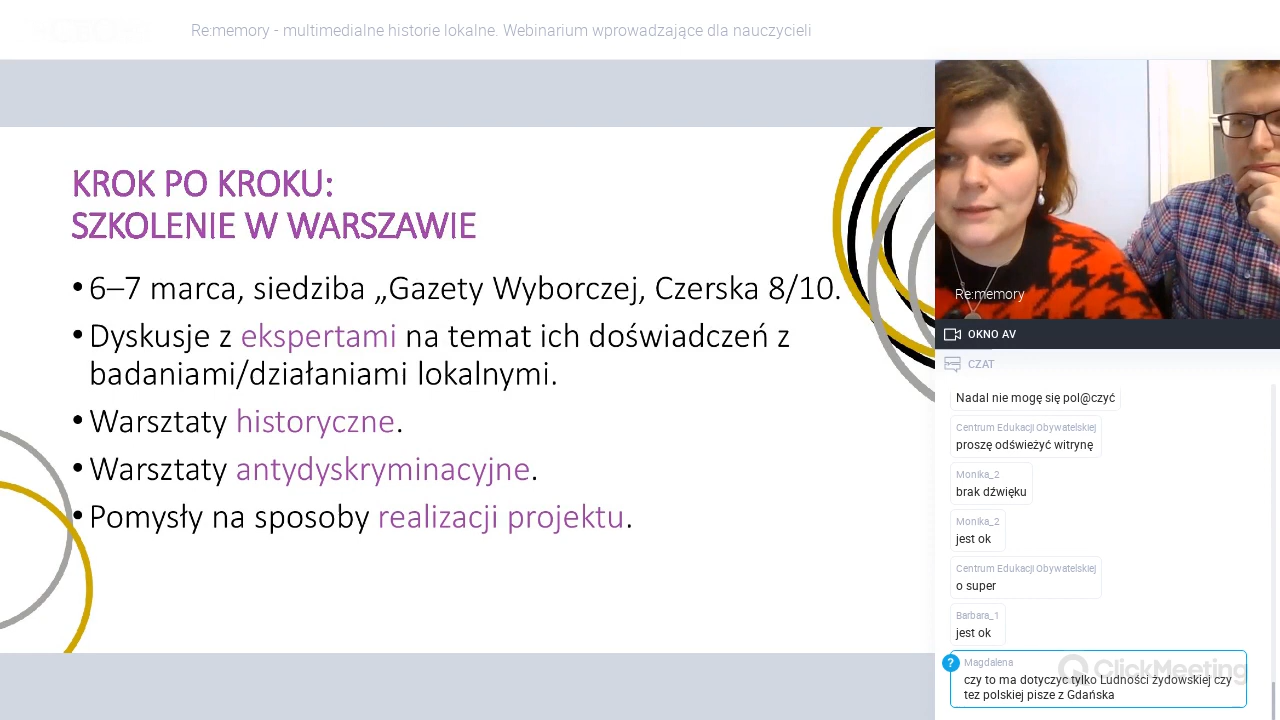 Re:memory - multimedialne historie lokalne. Webinarium wprowadzające dla nauczycieli
KROK PO KROKU:
SZKOLENIE W WARSZAWIE
•6–7 marca, siedziba „Gazety Wyborczej, Czerska 8/10.
•Dyskusje z ekspertami na temat ich doświadczeń z
badaniami/działaniami lokalnymi.
•Warsztaty historyczne.
•Warsztaty antydyskryminacyjne.
•Pomysły na sposoby realizacji projektu.
Re:memory
OKNO AV
CZAT
Nadal nie mogę się pol@czyć
Centrum Edukacji Obywatelskiej
proszę odświeżyć witrynę
Monika_2
brak dźwięku
Monika_2
jest ok
Centrum Edukacji Obywatelskiej
o super
Barbara_1
jest ok
?
Magdalena
ClickMeeting
czy to ma dotyczyc tylko Ludności żydowskiej czy
tez polskiej pisze z Gdańska